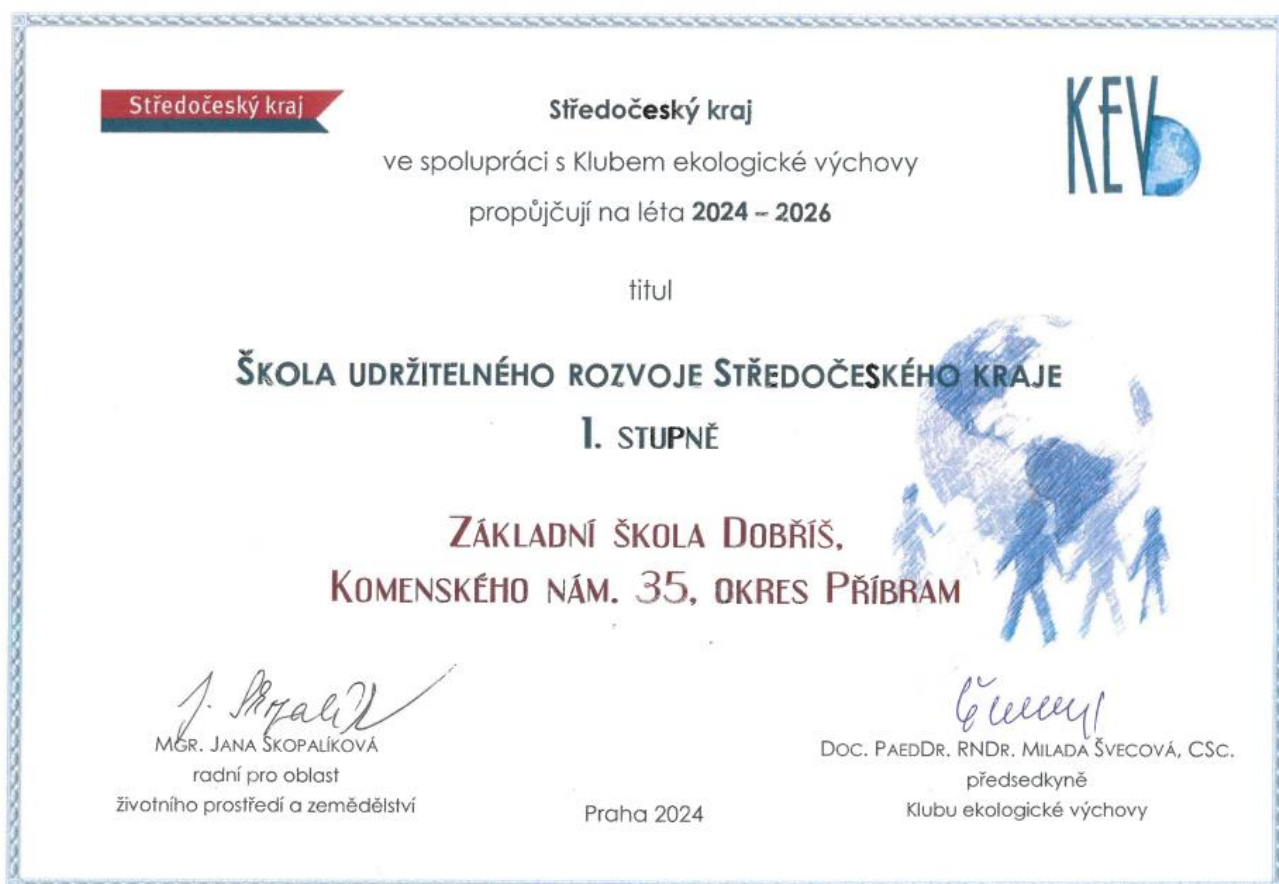 Středočeský kraj
KEV
Středočeský kraj
ve spolupráci s Klubem ekologické výchovy
propůjčují na léta 2024 – 2026
titul
ŠKOLA UDRŽITELNÉHO ROZVOJE STŘEDOČESKÉHO KRAJE
1. STUPNĚ
ZÁKLADNÍ ŠKOLA DOBŘÍŠ,
KOMENSKÉHO NÁM. 35, OKRES PŘÍBRAM
MGR. JANA SKOPALÍKOVÁ
radní pro oblast
životního prostředí a zemědělství
Praha 2024
DOC. PAEDDR. RNDR. MILADA ŠVECOVÁ, CSC.
předsedkyně
Klubu ekologické výchovy